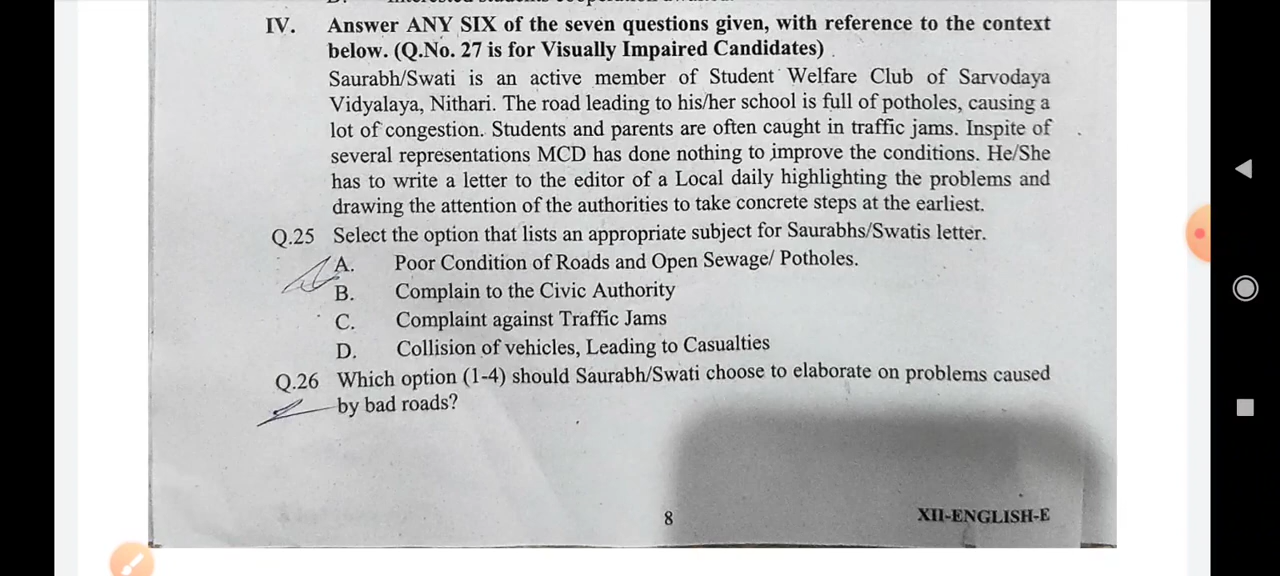 IV. Answer ANY SIX of the seven questions given, with reference to the context
below. (Q.No. 27 is for Visually Impaired Candidates)
Saurabh/Swati is an active member of Student Welfare Club of Sarvodaya
Vidyalaya, Nithari. The road leading to his/her school is full of potholes, causing a
lot of congestion. Students and parents are often caught in traffic jams. Inspite of
several representations MCD has done nothing to improve the conditions. He/She
has to write a letter to the editor of a Local daily highlighting the problems and
drawing the attention of the authorities to take concrete steps at the earliest.
Q.25 Select the option that lists an appropriate subject for Saurabhs/Swatis letter.
A. Poor Condition of Roads and Open Sewage/ Potholes.
B. Complain to the Civic Authority
C. Complaint against Traffic Jams
D. Collision of vehicles, Leading to Casualties
Q.26 Which option (1-4) should Saurabh/Swati choose to elaborate on problems caused
by bad roads?
8 XII-ENGLISH-E